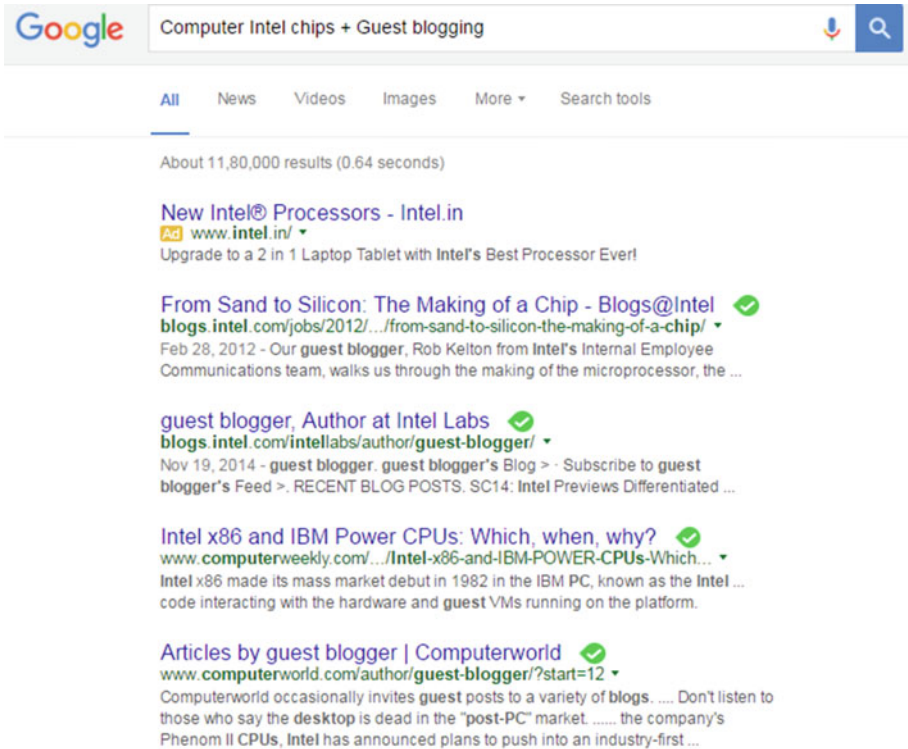 Google Computer Intel chips + Guest blogging
All News Videos Images More Search tools
About 11,80,000 results (0.64 seconds)
New Intel® Processors - Intel.in
Ad www.intel.in/
Upgrade to a 2 in 1 Laptop Tablet with Intel's Best Processor Ever!
From Sand to Silicon: The Making of a Chip - Blogs@Intel
blogs.intel.com/jobs/2012/.../from-sand-to-silicon-the-making-of-a-chip/
Feb 28, 2012 - Our guest blogger, Rob Kelton from Intel's Internal Employee
Communications team, walks us through the making of the microprocessor, the ...
guest blogger, Author at Intel Labs
blogs.intel.com/intellabs/author/guest-blogger/
Nov 19, 2014 - guest blogger. guest blogger's Blog > · Subscribe to guest
blogger's Feed >. RECENT BLOG POSTS. SC14: Intel Previews Differentiated ...
Intel x86 and IBM Power CPUs: Which, when, why?
www.computerweekly.com/.../Intel-x86-and-IBM-POWER-CPUs-Which...
Intel x86 made its mass market debut in 1982 in the IBM PC, known as the Intel ...
code interacting with the hardware and guest VMs running on the platform.
Articles by guest blogger | Computerworld
www.computerworld.com/author/guest-blogger/?start=12
Computerworld occasionally invites guest posts to a variety of blogs. .... Don't listen to
those who say the desktop is dead in the "post-PC" market. ...... the company's
Phenom II CPUs, Intel has announced plans to push into an industry-first ...